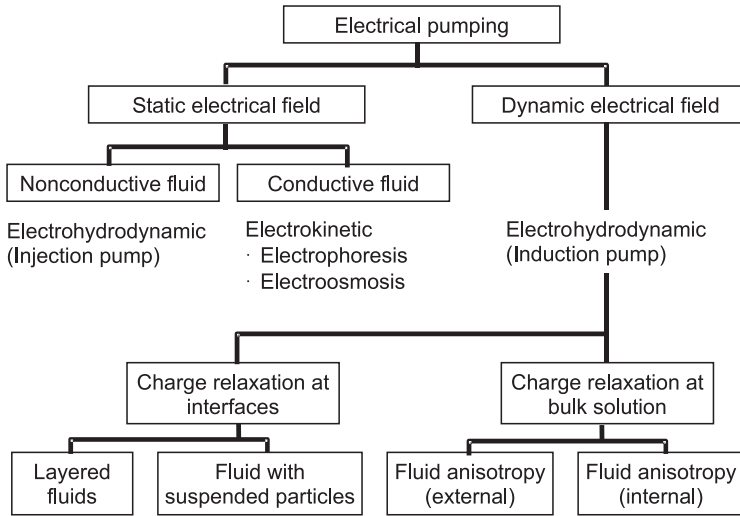 Electrical pumping
Static electrical field
Dynamic electrical field
Nonconductive fluid
Conductive fluid
Electrohydrodynamic
(Injection pump)
Electrokinetic
· Electrophoresis
· Electroosmosis
Electrohydrodynamic
(Induction pump)
Charge relaxation at
interfaces
Charge relaxation at
bulk solution
Layered
fluids
Fluid with
suspended particles
Fluid anisotropy
(external)
Fluid anisotropy
(internal)